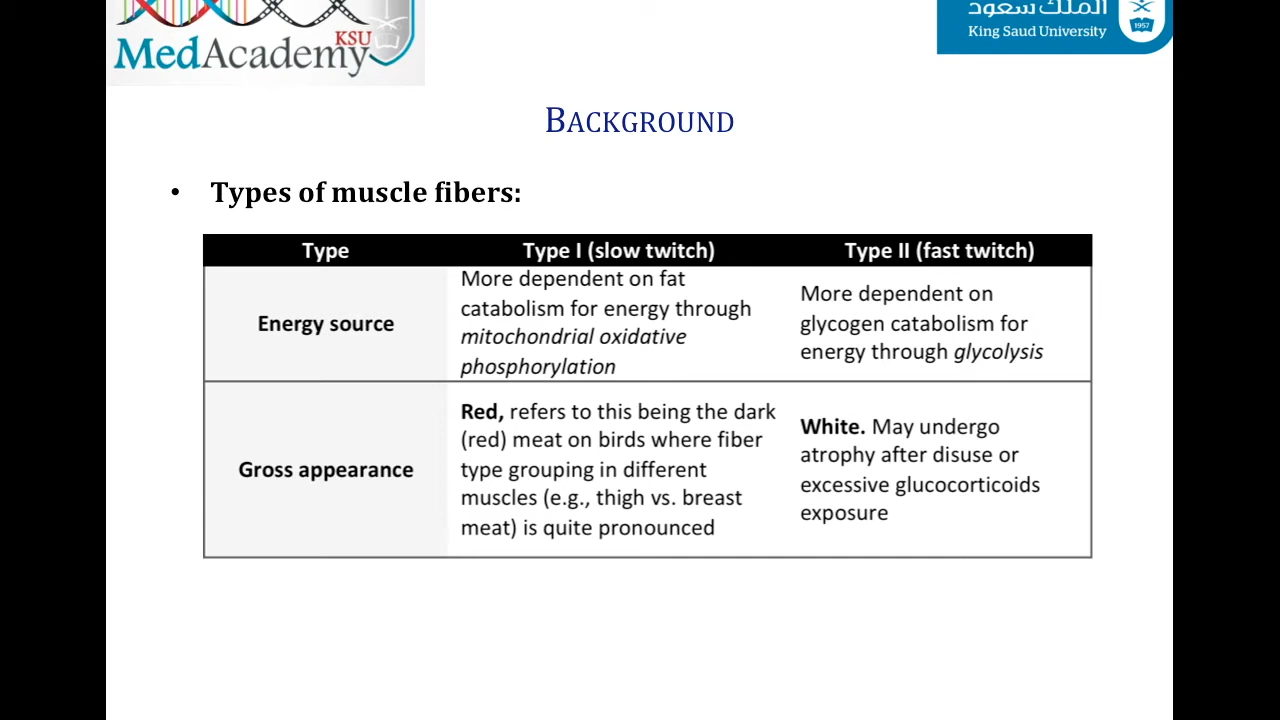 KSU
MedAcademy
الملك سعود
King Saud University
1957
BACKGROUND
• Types of muscle fibers:
Type
Type I (slow twitch)
Type II (fast twitch)
Energy source
More dependent on fat
catabolism for energy through
mitochondrial oxidative
phosphorylation
More dependent on
glycogen catabolism for
energy through glycolysis
Gross appearance
Red, refers to this being the dark
(red) meat on birds where fiber
type grouping in different
muscles (e.g., thigh vs. breast
meat) is quite pronounced
White. May undergo
atrophy after disuse or
excessive glucocorticoids
exposure